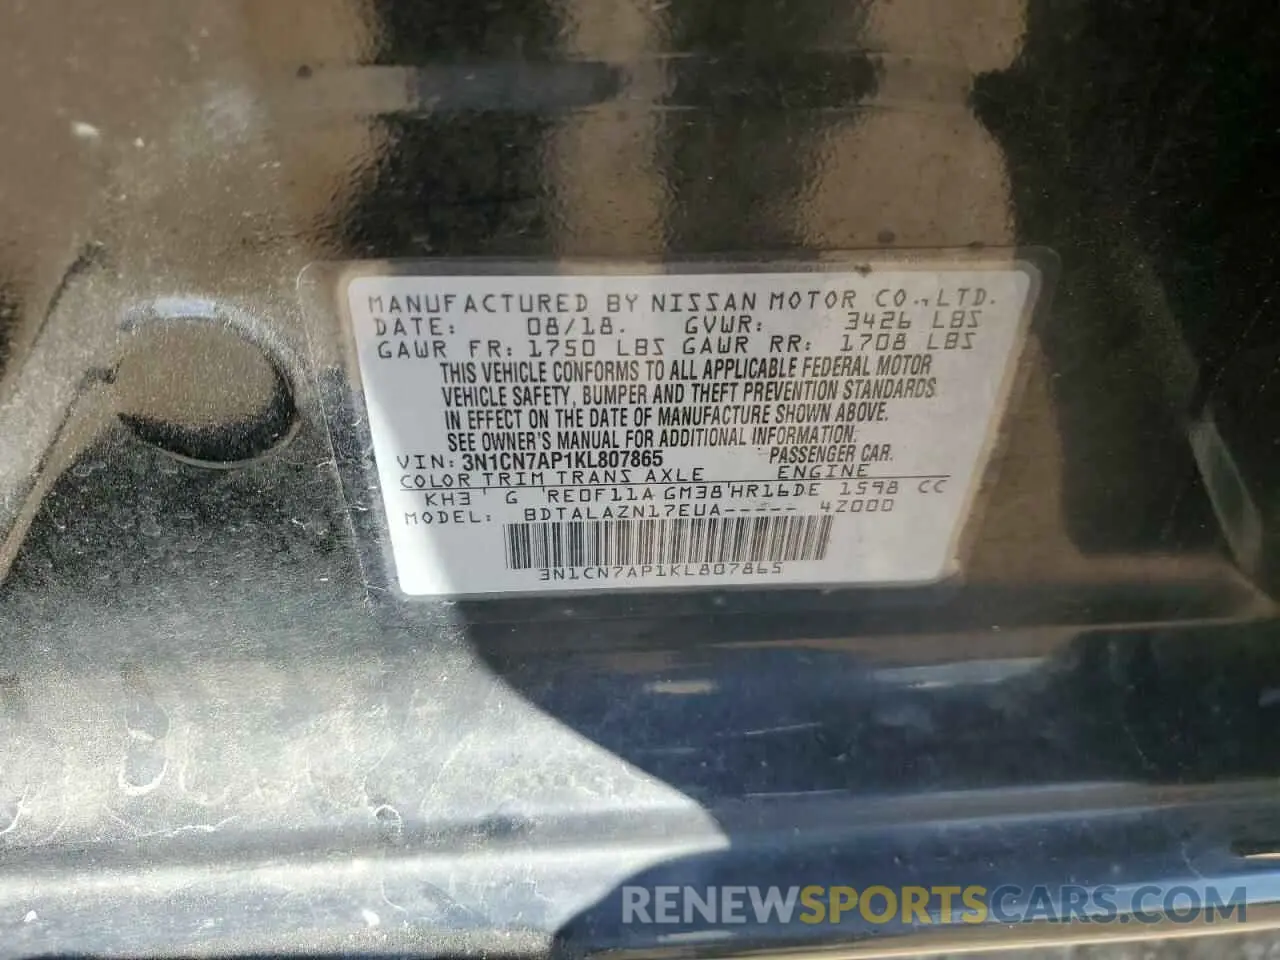 MANUFACTURED BY NISSAN MOTOR CO.,LTD.
DATE: 08/18. GVWR: 3426 LBS
GAWR FR: 1750 LBS GAWR RR: 1708 LBS
THIS VEHICLE CONFORMS TO ALL APPLICABLE FEDERAL MOTOR
VEHICLE SAFETY, BUMPER AND THEFT PREVENTION STANDARDS
IN EFFECT ON THE DATE OF MANUFACTURE SHOWN ABOVE.
SEE OWNER'S MANUAL FOR ADDITIONAL INFORMATION.
VIN: 3N1CN7AP1KL807865 PASSENGER CAR.
COLOR TRIM TRANS AXLE ENGINE
KH3 G RE0F11A GM38 HR16DE 1598 CC
MODEL: BDTALAZN17EUA----- 4Z000
3N1CN7AP1KL807865
RENEWSPORTSCARS.COM